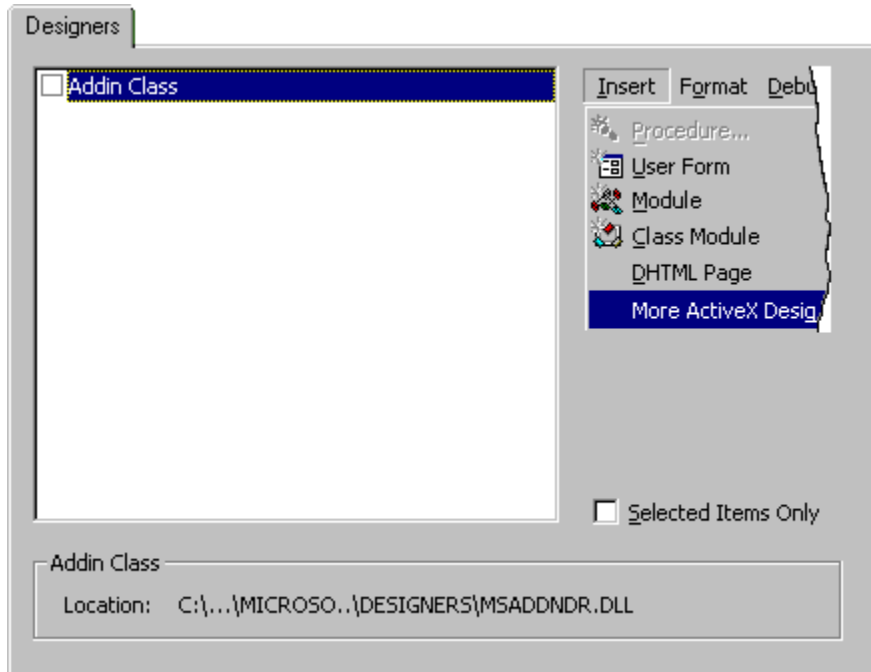 Designers
Addin Class
Insert Format Debu
Procedure...
User Form
Module
Class Module
DHTML Page
More ActiveX Desig
Selected Items Only
Addin Class
Location: C:\...\MICROSO..\DESIGNERS\MSADDNDR.DLL